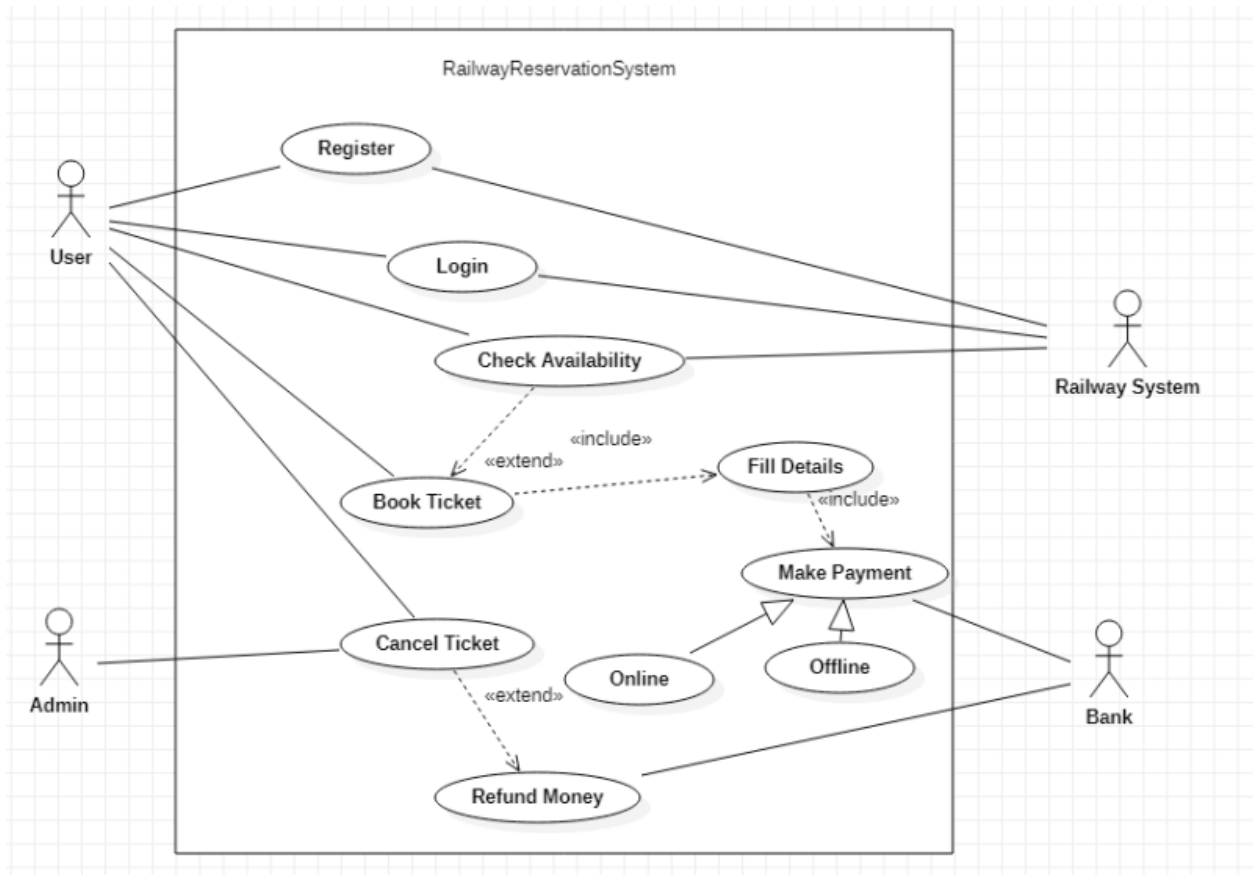 RailwayReservationSystem
Register
User
Login
Check Availability
Railway System
«include»
«extend»
Fill Details
Book Ticket
«include»
Make Payment
Cancel Ticket
Online
Offline
Admin
«extend»
Bank
Refund Money